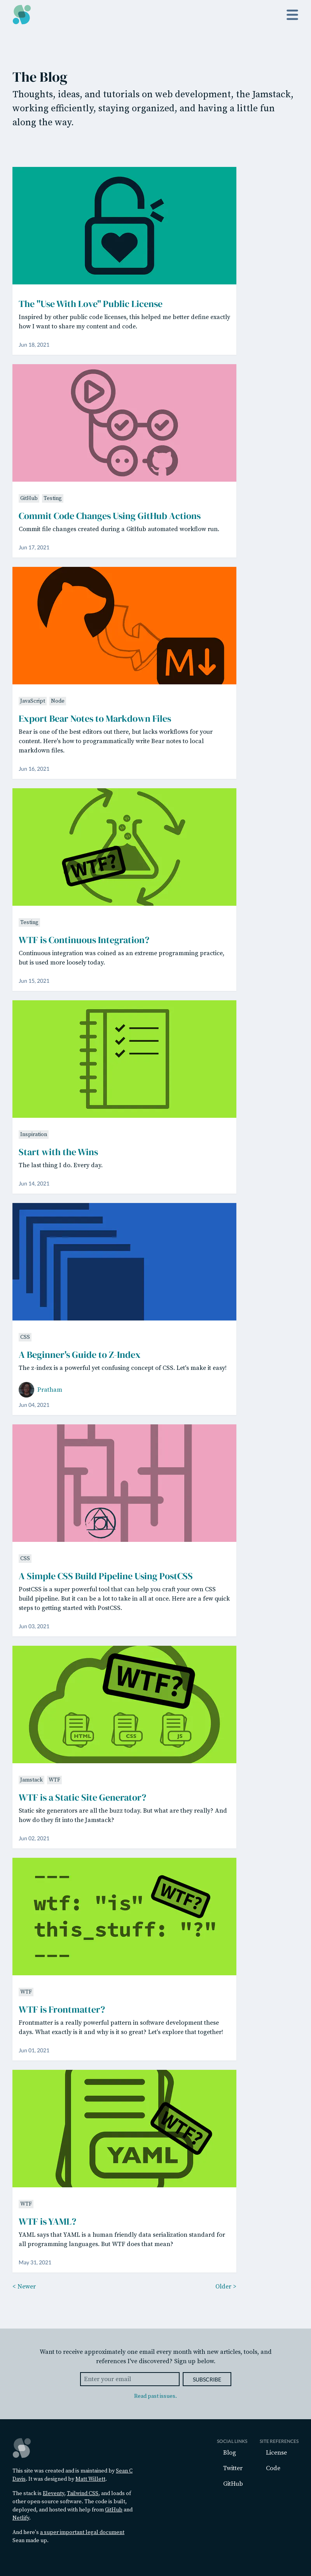 The Blog
Thoughts, ideas, and tutorials on web development, the Jamstack,
working efficiently, staying organized, and having a little fun
along the way.
The "Use With Love" Public License
Inspired by other public code licenses, this helped me better define exactly
how I want to share my content and code.
Jun 18, 2021
GitHub Testing
Commit Code Changes Using GitHub Actions
Commit file changes created during a GitHub automated workflow run.
Jun 17, 2021
M
JavaScript Node
Export Bear Notes to Markdown Files
Bear is one of the best editors out there, but lacks workflows for your
content. Here's how to programmatically write Bear notes to local
markdown files.
Jun 16, 2021
WTF?
Testing
WTF is Continuous Integration?
Continuous integration was coined as an extreme programming practice,
but is used more loosely today.
Jun 15, 2021
Inspiration
Start with the Wins
The last thing I do. Every day.
Jun 14, 2021
CSS
A Beginner's Guide to Z-Index
The z-index is a powerful yet confusing concept of CSS. Let's make it easy!
Pratham
Jun 04, 2021
CSS
A Simple CSS Build Pipeline Using PostCSS
PostCSS is a super powerful tool that can help you craft your own CSS
build pipeline. But it can be a lot to take in all at once. Here are a few quick
steps to getting started with PostCSS.
Jun 03, 2021
WTF?
HTML CSS JS
Jamstack WTF
WTF is a Static Site Generator?
Static site generators are all the buzz today. But what are they really? And
how do they fit into the Jamstack?
Jun 02, 2021
---
wtf: "is" WTF?
this_stuff: "?"
---
WTF
WTF is Frontmatter?
Frontmatter is a really powerful pattern in software development these
days. What exactly is it and why is it so great? Let's explore that together!
Jun 01, 2021
WTF?
YAML
WTF
WTF is YAML?
YAML says that YAML is a human friendly data serialization standard for
all programming languages. But WTF does that mean?
May 31, 2021
< Newer Older >
Want to receive approximately one email every month with new articles, tools, and
references I've discovered? Sign up below.
Enter your email SUBSCRIBE
Read past issues.
This site was created and is maintained by Sean C
Davis. It was designed by Matt Willett.
The stack is Eleventy, Tailwind CSS, and loads of
other open-source software. The code is built,
deployed, and hosted with help from GitHub and
Netlify.
And here's a super important legal document
Sean made up.
SOCIAL LINKS
Blog
Twitter
GitHub
SITE REFERENCES
License
Code